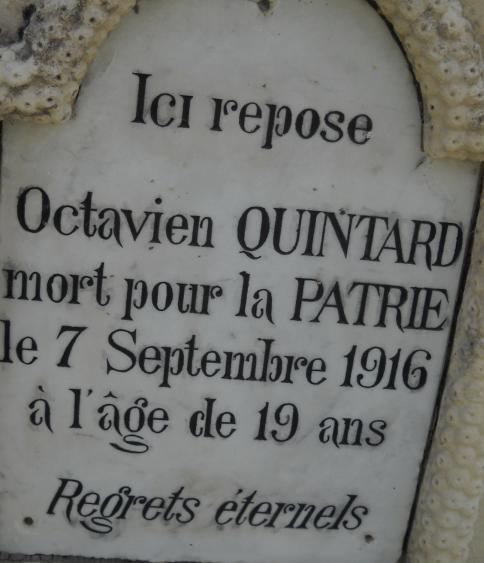 Ici repose
Octavien QUINTARD
mort pour la PATRIE
le 7 Septembre 1916
à l'âge de 19 ans
Regrets éternels